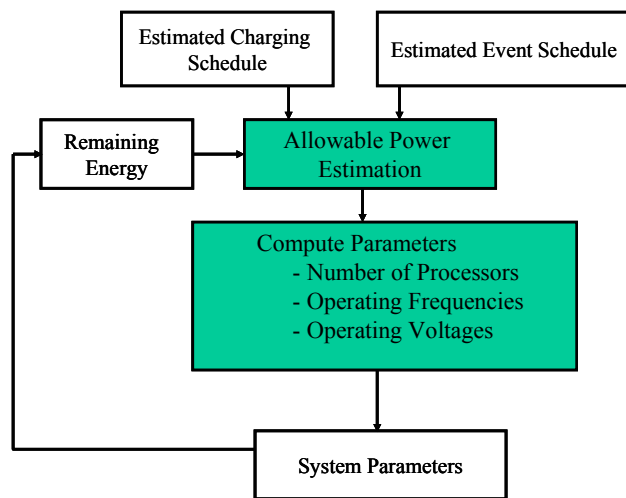 Estimated Charging
Schedule
Estimated Event Schedule
Remaining
Energy
Allowable Power
Estimation
Compute Parameters
- Number of Processors
- Operating Frequencies
- Operating Voltages
System Parameters